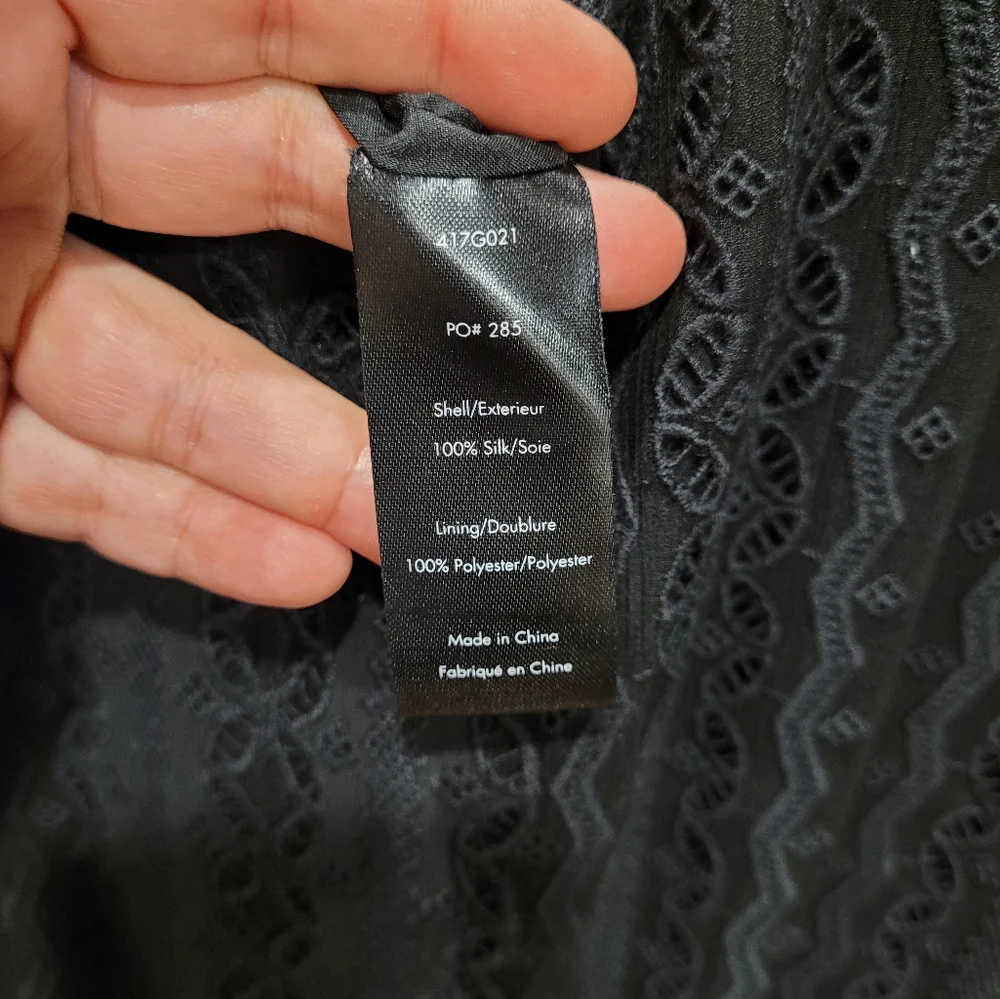 417G021
PO# 285
Shell/Exterieur
100% Silk/Soie
Lining/Doublure
100% Polyester/Polyester
Made in China
Fabriqué en Chine